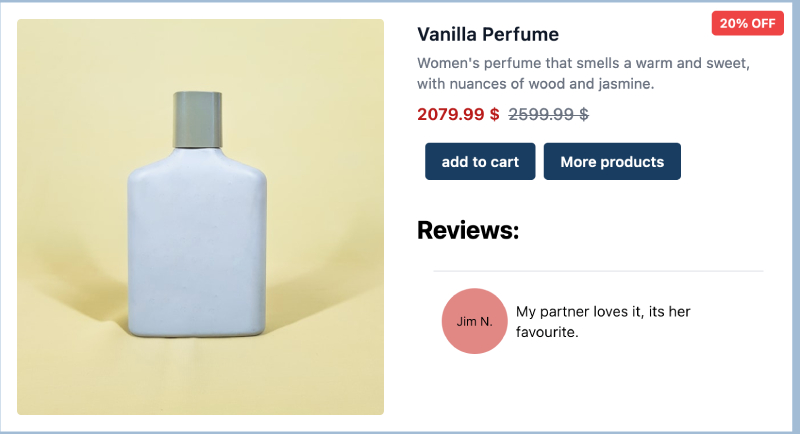 20% OFF
Vanilla Perfume
Women's perfume that smells a warm and sweet,
with nuances of wood and jasmine.
2079.99 $ 2599.99 $
add to cart More products
Reviews:
Jim N.
My partner loves it, its her
favourite.